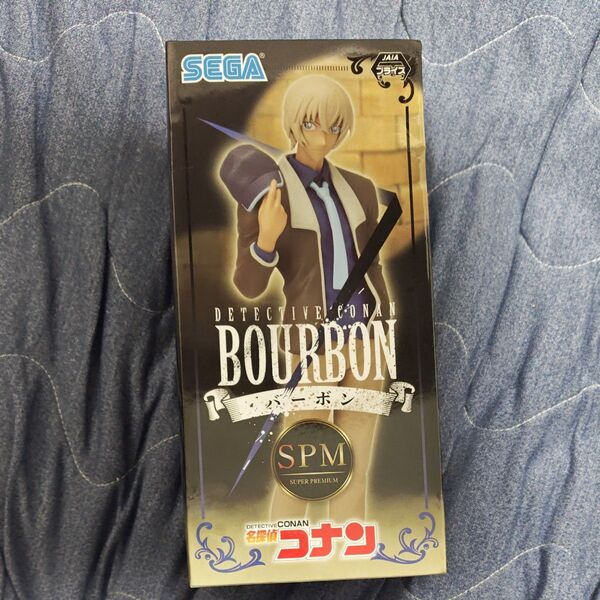 SEGA
JAIA
プライズ
DETECTIVE CONAN
BOURBON
バーボン
SPM
SUPER PREMIUM
DETECTIVE CONAN
名探偵コナン